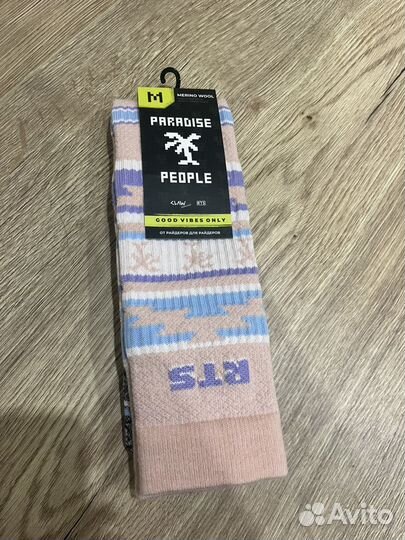 M
MERINO WOOL
PARADISE
PEOPLE
RTS
GOOD VIBES ONLY
ОТ РАЙДЕРОВ ДЛЯ РАЙДЕРОВ
RTS
Avito